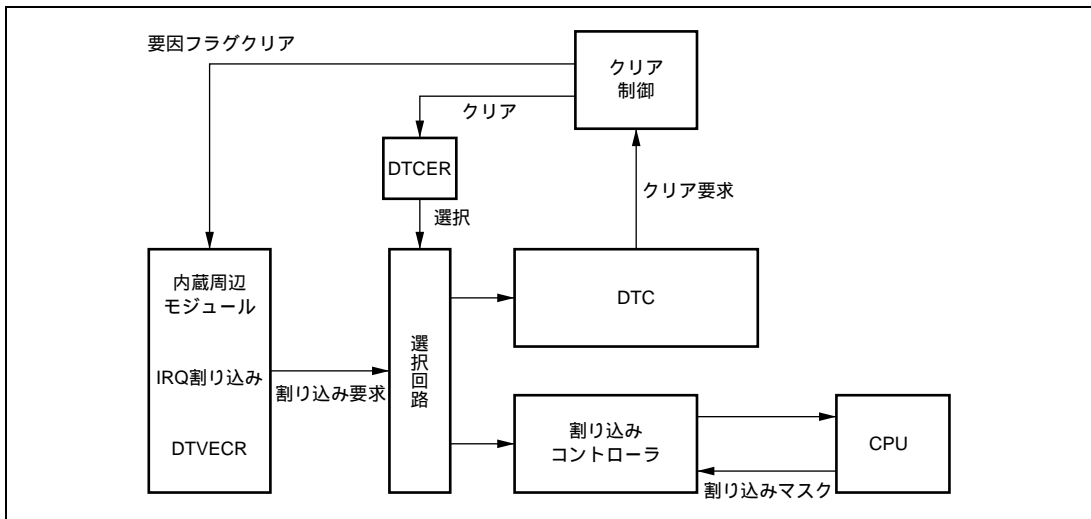 要因フラグクリア
クリア
制御
クリア
DTCER
クリア要求
選択
内蔵周辺
モジュール
DTC
選択回路
IRQ割り込み
割り込み要求
割り込み
コントローラ
CPU
DTVECR
割り込みマスク